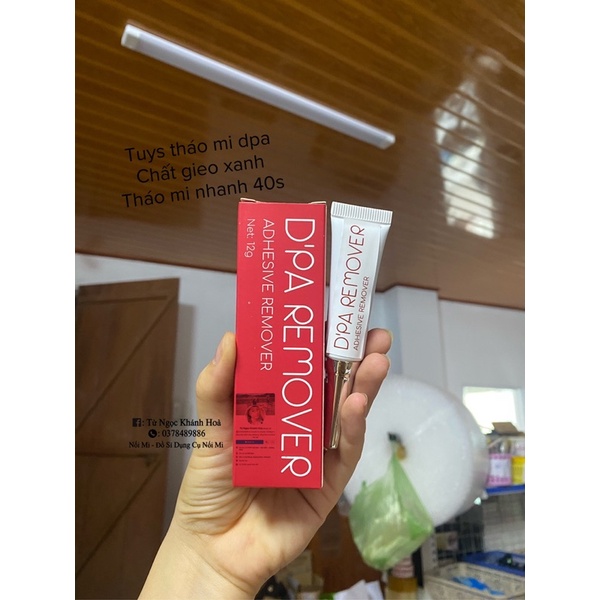 Tuys tháo mi dpa
Chất gieo xanh
Tháo mi nhanh 40s
D'PA REMOVER
ADHESIVE REMOVER
Net: 12g
D'PA REMOVER
ADHESIVE REMOVER
: Từ Ngọc Khánh Hoà
: 0378489886
Nối Mi - Đồ Sỉ Dụng Cụ Nối Mi